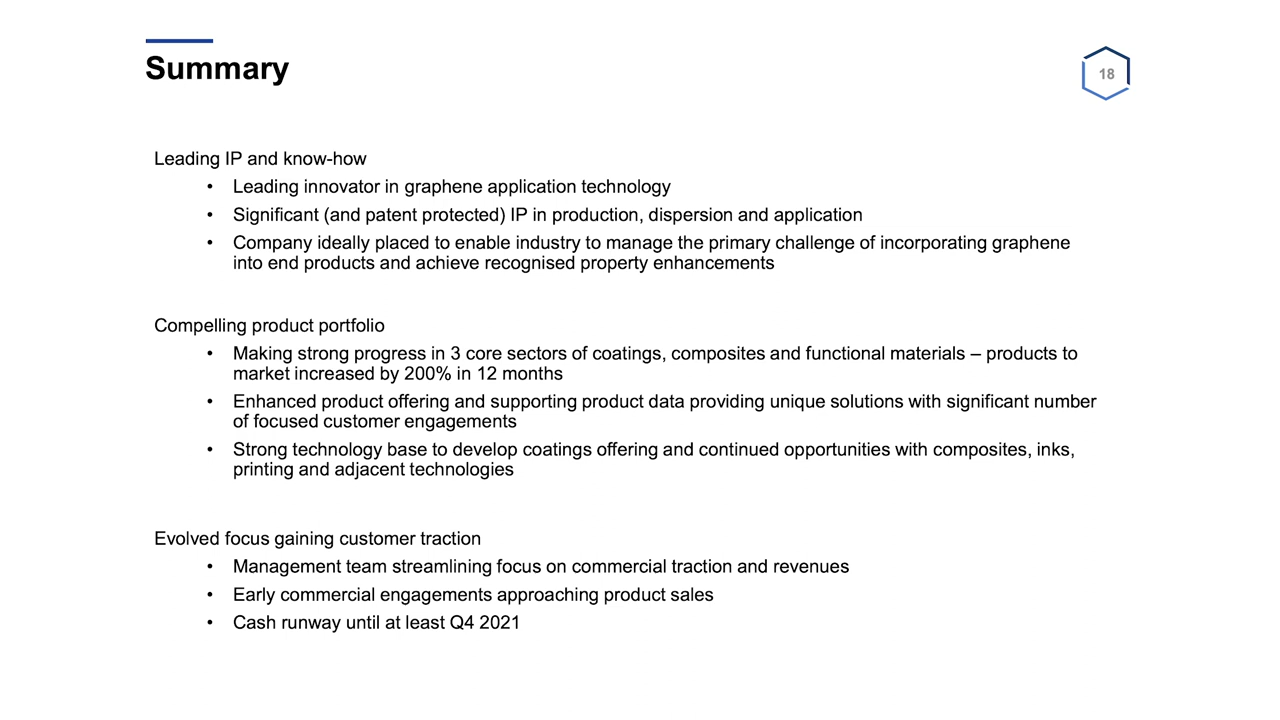 Summary
18
Leading IP and know-how
• Leading innovator in graphene application technology
• Significant (and patent protected) IP in production, dispersion and application
• Company ideally placed to enable industry to manage the primary challenge of incorporating graphene
into end products and achieve recognised property enhancements
Compelling product portfolio
• Making strong progress in 3 core sectors of coatings, composites and functional materials – products to
market increased by 200% in 12 months
• Enhanced product offering and supporting product data providing unique solutions with significant number
of focused customer engagements
• Strong technology base to develop coatings offering and continued opportunities with composites, inks,
printing and adjacent technologies
Evolved focus gaining customer traction
• Management team streamlining focus on commercial traction and revenues
• Early commercial engagements approaching product sales
• Cash runway until at least Q4 2021